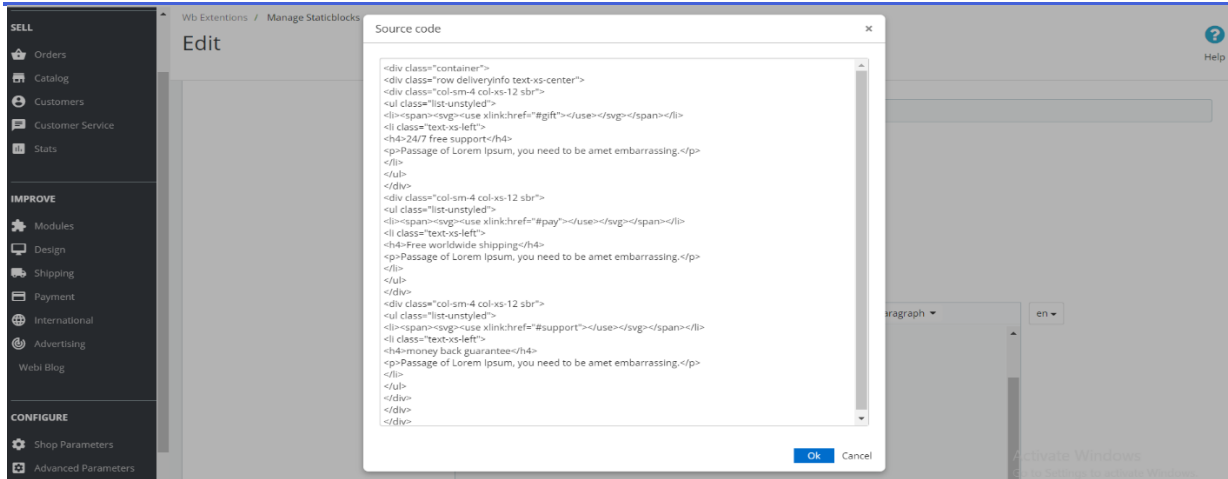 SELL
Orders
Catalog
Customers
Customer Service
Stats
IMPROVE
Modules
Design
Shipping
Payment
International
Advertising
Webi Blog
CONFIGURE
Shop Parameters
Advanced Parameters
Wb Extentions / Manage Staticblocks
Edit
Help
Source code ×
<div class="container">
<div class="row deliveryinfo text-xs-center">
<div class="col-sm-4 col-xs-12 sbr">
<ul class="list-unstyled">
<li><span><svg><use xlink:href="#gift"></use></svg></span></li>
<li class="text-xs-left">
<h4>24/7 free support</h4>
<p>Passage of Lorem Ipsum, you need to be amet embarrassing.</p>
</li>
</ul>
</div>
<div class="col-sm-4 col-xs-12 sbr">
<ul class="list-unstyled">
<li><span><svg><use xlink:href="#pay"></use></svg></span></li>
<li class="text-xs-left">
<h4>Free worldwide shipping</h4>
<p>Passage of Lorem Ipsum, you need to be amet embarrassing.</p>
</li>
</ul>
</div>
<div class="col-sm-4 col-xs-12 sbr">
<ul class="list-unstyled">
<li><span><svg><use xlink:href="#support"></use></svg></span></li>
<li class="text-xs-left">
<h4>money back guarantee</h4>
<p>Passage of Lorem Ipsum, you need to be amet embarrassing.</p>
</li>
</ul>
</div>
</div>
</div>
Ok Cancel
aragraph
en
Activate Windows
Go to Settings to activate Windows.